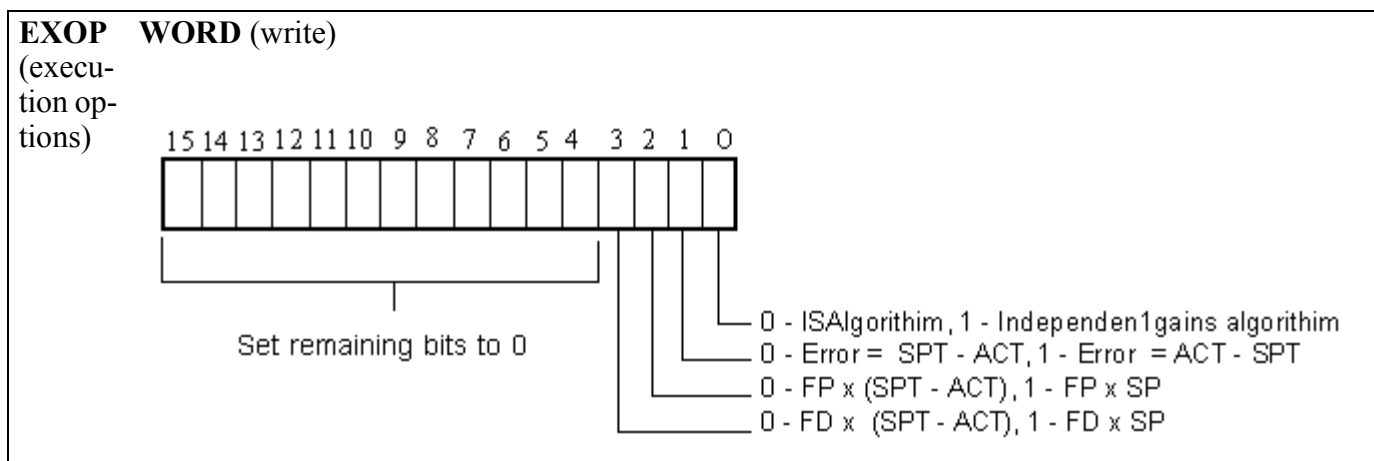 EXOP WORD (write)
(execu-
tion op-
tions)
15 14 13 12 11 10 9 8 7 6 5 4 3 2 1 0
0 - ISAlgorithim, 1 - Independen1gains algorithim
Set remaining bits to 0
0 - Error = SPT - ACT, 1 - Error = ACT - SPT
0 - FP x (SPT - ACT), 1 - FP x SP
0 - FD x (SPT - ACT), 1 - FD x SP